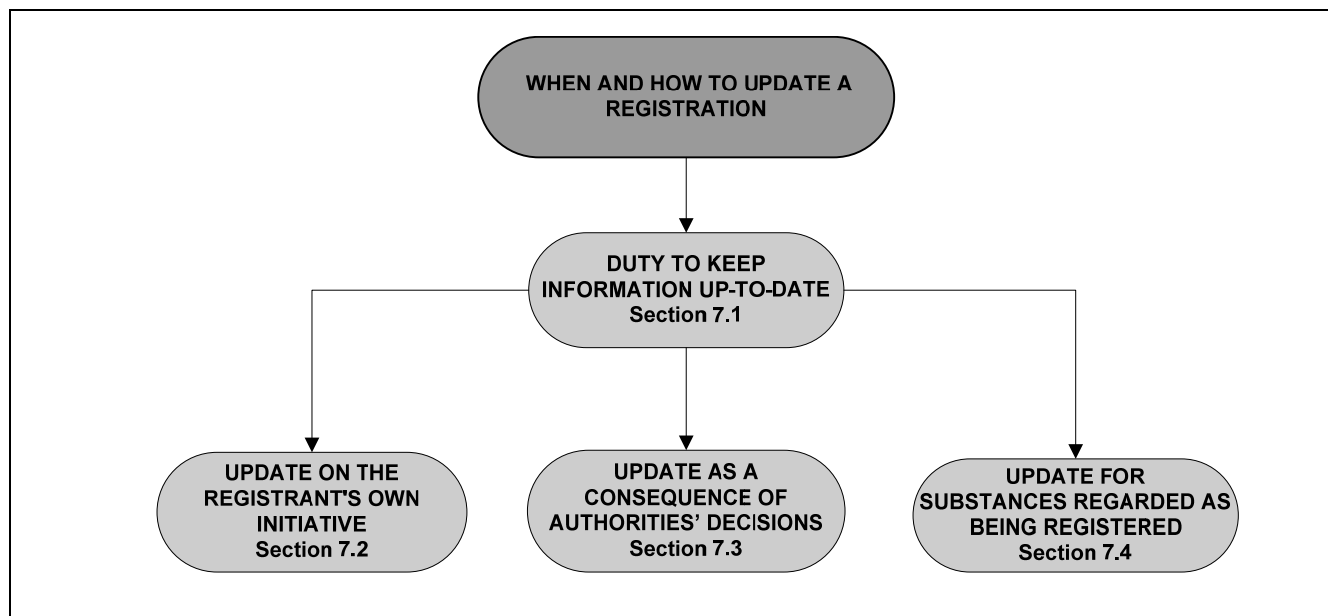 WHEN AND HOW TO UPDATE A
REGISTRATION
DUTY TO KEEP
INFORMATION UP-TO-DATE
Section 7.1
UPDATE ON THE
REGISTRANT'S OWN
INITIATIVE
Section 7.2
UPDATE AS A
CONSEQUENCE OF
AUTHORITIES’ DECISIONS
Section 7.3
UPDATE FOR
SUBSTANCES REGARDED AS
BEING REGISTERED
Section 7.4